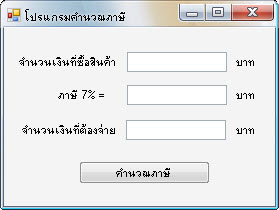 โปรแกรมคำนวณภาษี
จำนวนเงินที่ซื้อสินค้า บาท
ภาษี 7% = บาท
จำนวนเงินที่ต้องจ่าย บาท
คำนวณภาษี